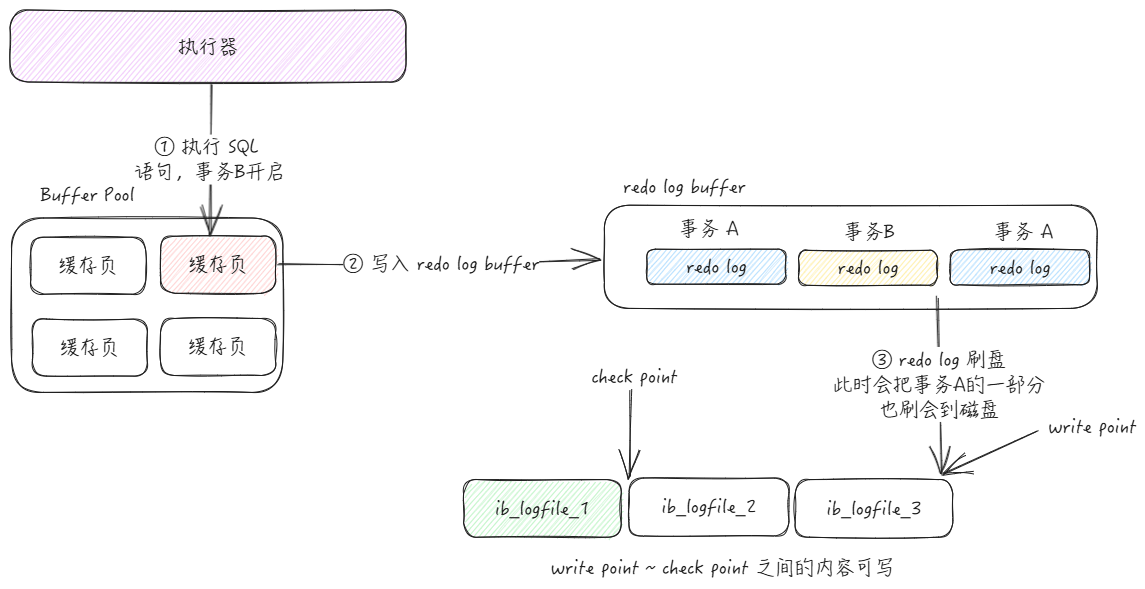 执行器
① 执行 SQL
语句，事务B开启
Buffer Pool
缓存页
缓存页
缓存页
缓存页
② 写入 redo log buffer
redo log buffer
事务 A
事务B
事务 A
redo log
redo log
redo log
③ redo log 刷盘
此时会把事务A的一部分
也刷会到磁盘
check point
write point
ib_logfile_1
ib_logfile_2
ib_logfile_3
write point ~ check point 之间的内容可写